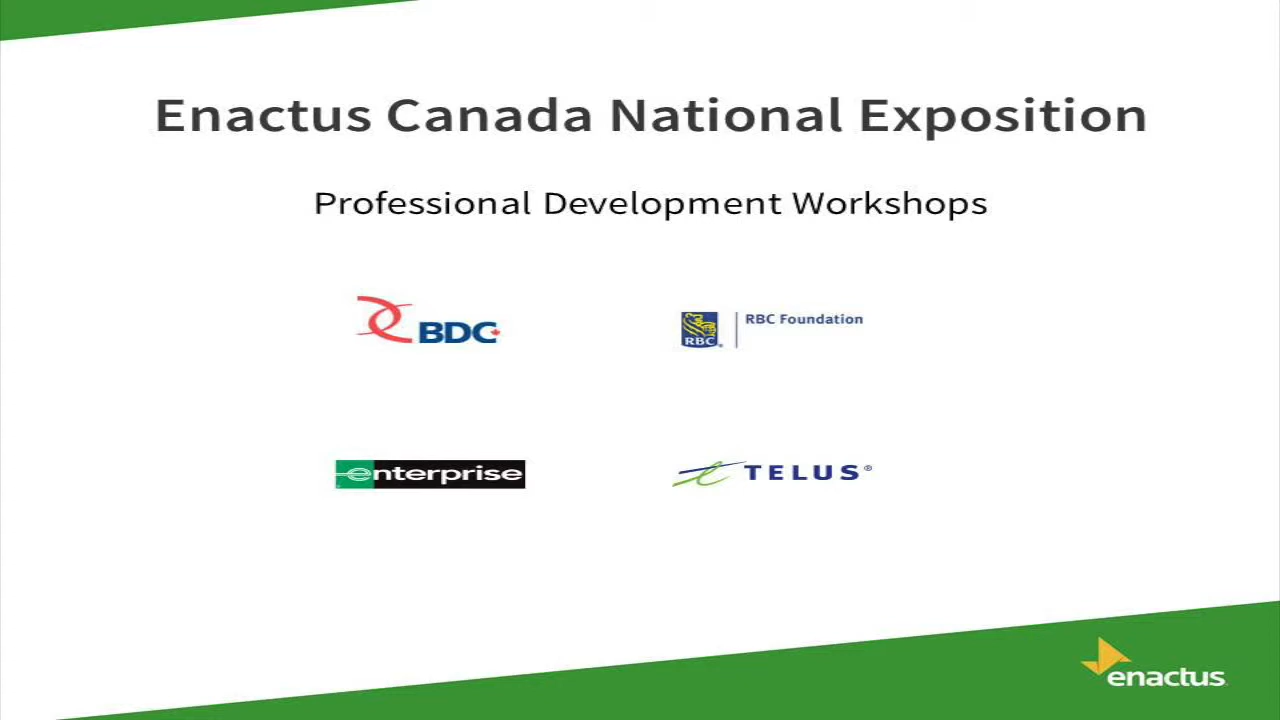 Enactus Canada National Exposition
Professional Development Workshops
BDC
RBC
RBC Foundation
enterprise
TELUS®
enactus